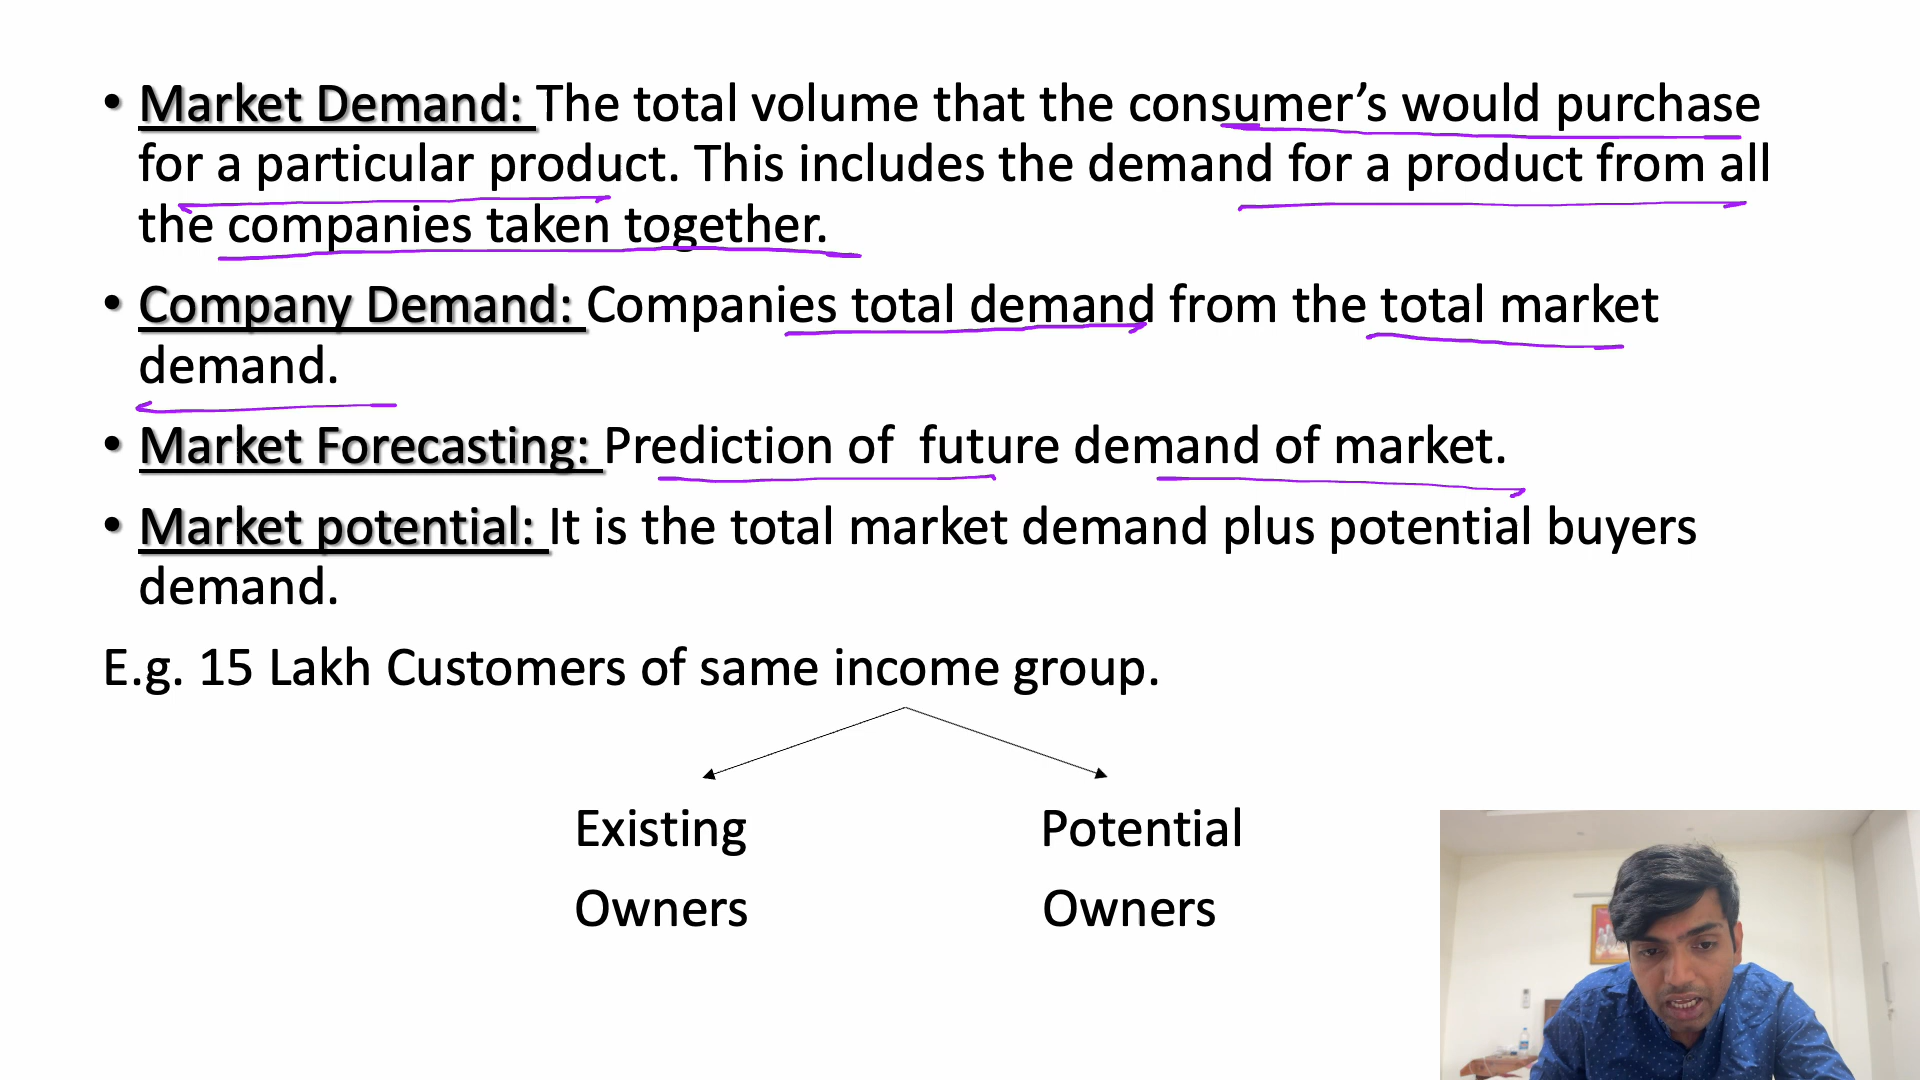 • Market Demand: The total volume that the consumer’s would purchase
for a particular product. This includes the demand for a product from all
the companies taken together.
• Company Demand: Companies total demand from the total market
demand.
• Market Forecasting: Prediction of  future demand of market.
• Market potential: It is the total market demand plus potential buyers
demand.
E.g. 15 Lakh Customers of same income group.
Existing Potential
Owners Owners